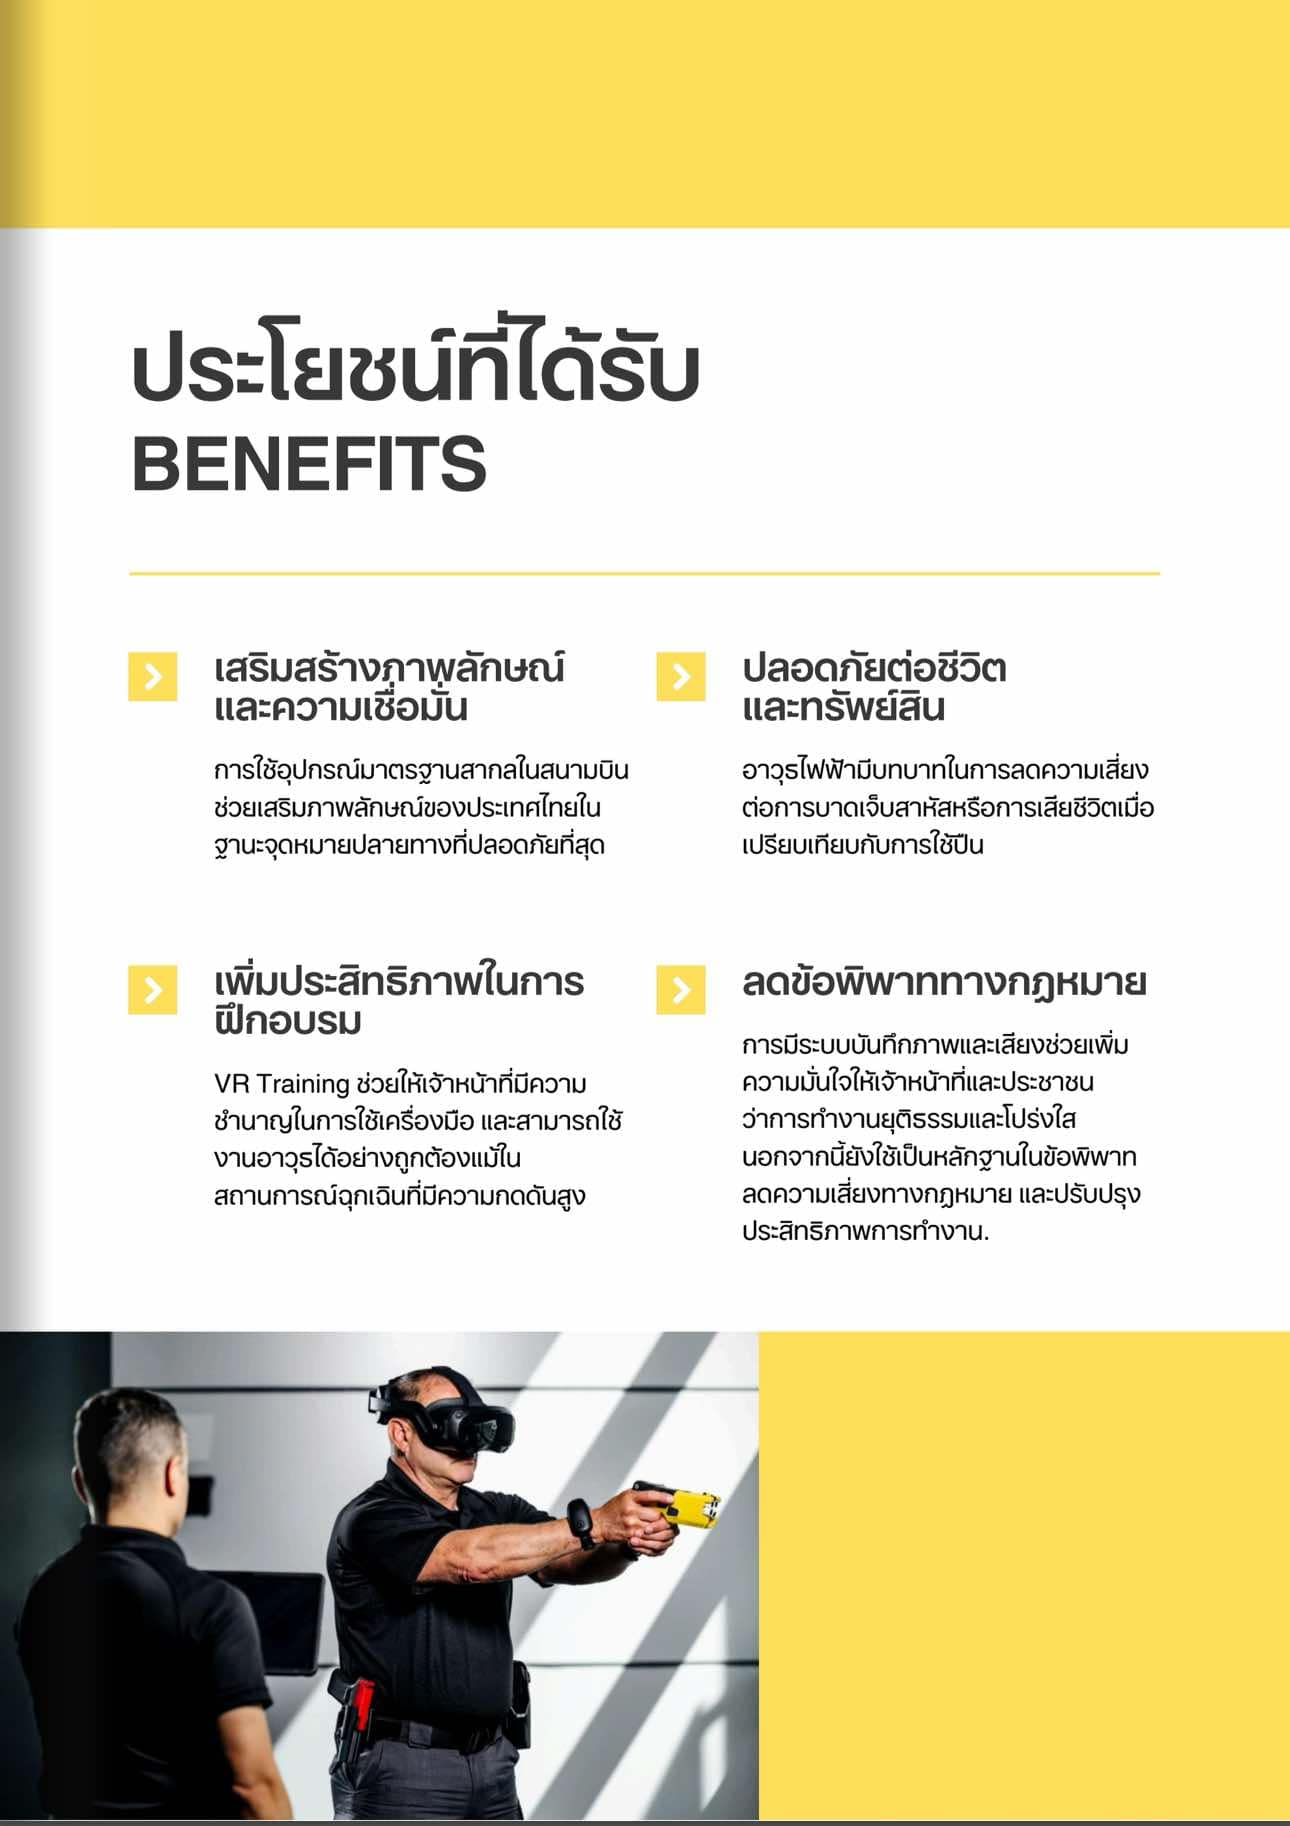 ประโยชน์ที่ได้รับ
BENEFITS
เสริมสร้างภาพลักษณ์
และความเชื่อมั่น
การใช้อุปกรณ์มาตรฐานสากลในสนามบิน
ช่วยเสริมภาพลักษณ์ของประเทศไทยใน
ฐานะจุดหมายปลายทางที่ปลอดภัยที่สุด
ปลอดภัยต่อชีวิต
และทรัพย์สิน
อาวุธไฟฟ้ามีบทบาทในการลดความเสี่ยง
ต่อการบาดเจ็บสาหัสหรือการเสียชีวิตเมื่อ
เปรียบเทียบกับการใช้ปืน
เพิ่มประสิทธิภาพในการ
ฝึกอบรม
VR Training ช่วยให้เจ้าหน้าที่มีความ
ชำนาญในการใช้เครื่องมือ และสามารถใช้
งานอาวุธได้อย่างถูกต้องแม้ใน
สถานการณ์ฉุกเฉินที่มีความกดดันสูง
ลดข้อพิพาททางกฎหมาย
การมีระบบบันทึกภาพและเสียงช่วยเพิ่ม
ความมั่นใจให้เจ้าหน้าที่และประชาชน
ว่าการทำงานยุติธรรมและโปร่งใส
นอกจากนี้ยังใช้เป็นหลักฐานในข้อพิพาท
ลดความเสี่ยงทางกฎหมาย และปรับปรุง
ประสิทธิภาพการทำงาน.